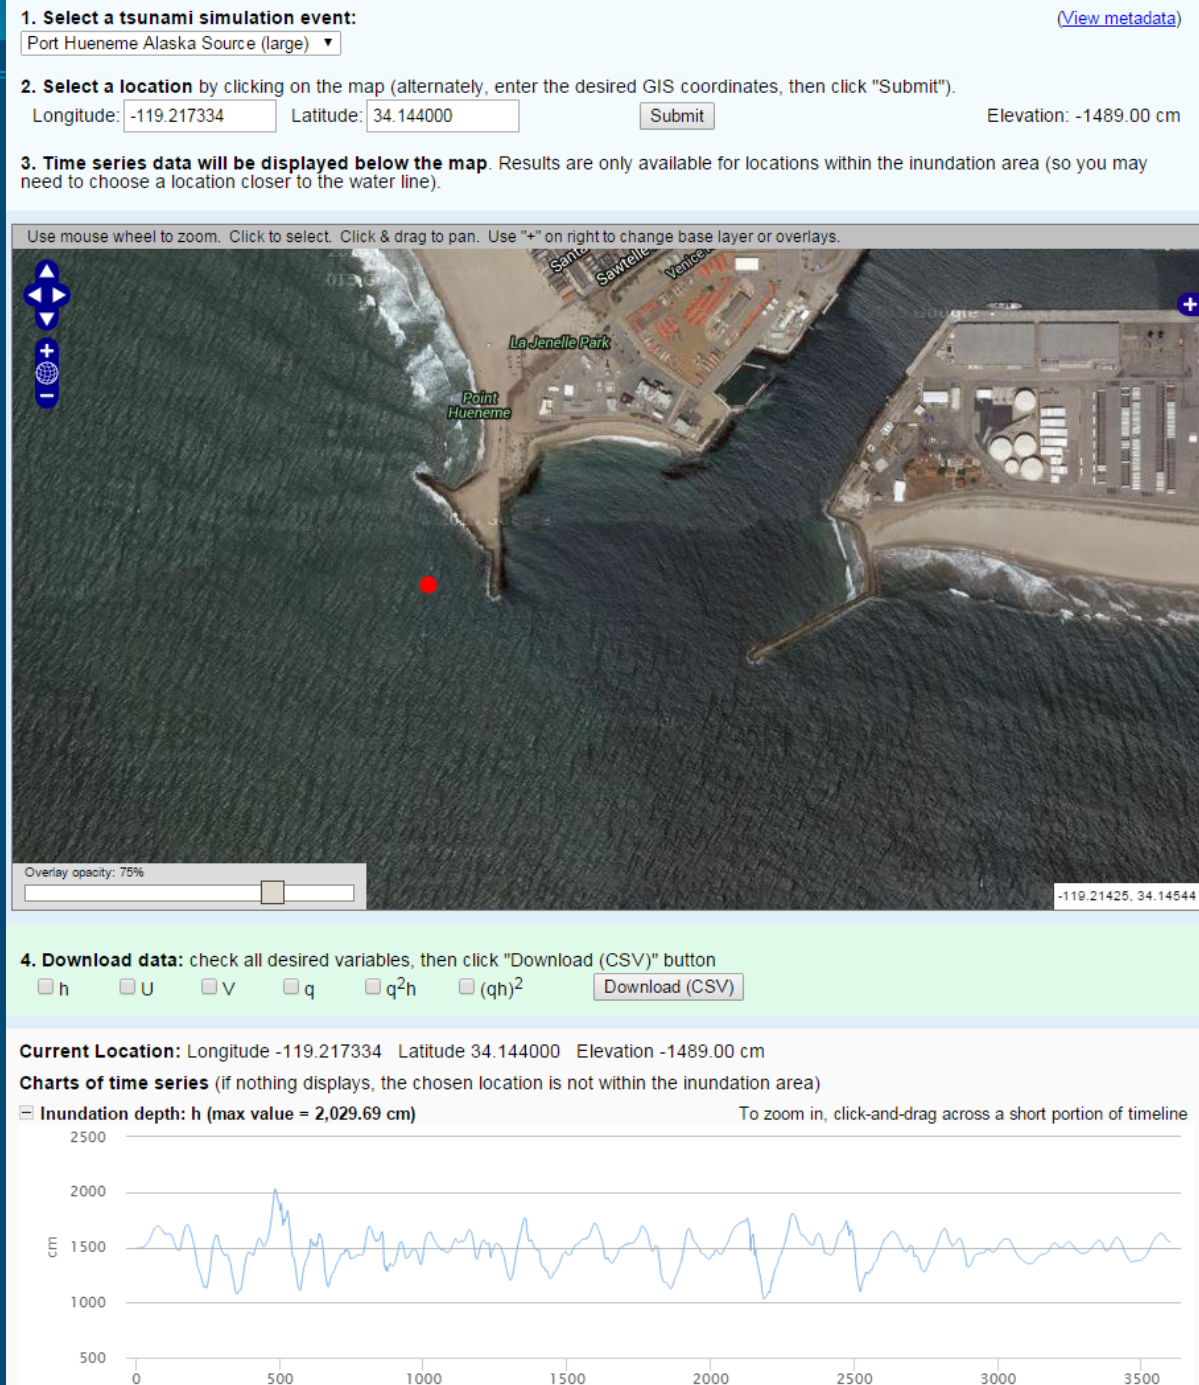 1. Select a tsunami simulation event:
(View metadata)
Port Hueneme Alaska Source (large) ▼
2. Select a location by clicking on the map (alternately, enter the desired GIS coordinates, then click "Submit").
Longitude: -119.217334 Latitude: 34.144000 Submit Elevation: -1489.00 cm
3. Time series data will be displayed below the map. Results are only available for locations within the inundation area (so you may
need to choose a location closer to the water line).
Use mouse wheel to zoom. Click to select. Click & drag to pan. Use "+" on right to change base layer or overlays.
Sawtelle
Venice
La Jenelle Park
Point
Hueneme
Overlay opacity: 75%
-119.21425, 34.14544
4. Download data: check all desired variables, then click "Download (CSV)" button
h U V q q²h (qh)² Download (CSV)
Current Location: Longitude -119.217334 Latitude 34.144000 Elevation -1489.00 cm
Charts of time series (if nothing displays, the chosen location is not within the inundation area)
Inundation depth: h (max value = 2,029.69 cm) To zoom in, click-and-drag across a short portion of timeline
2500
2000
cm
1500
1000
500
0 500 1000 1500 2000 2500 3000 3500